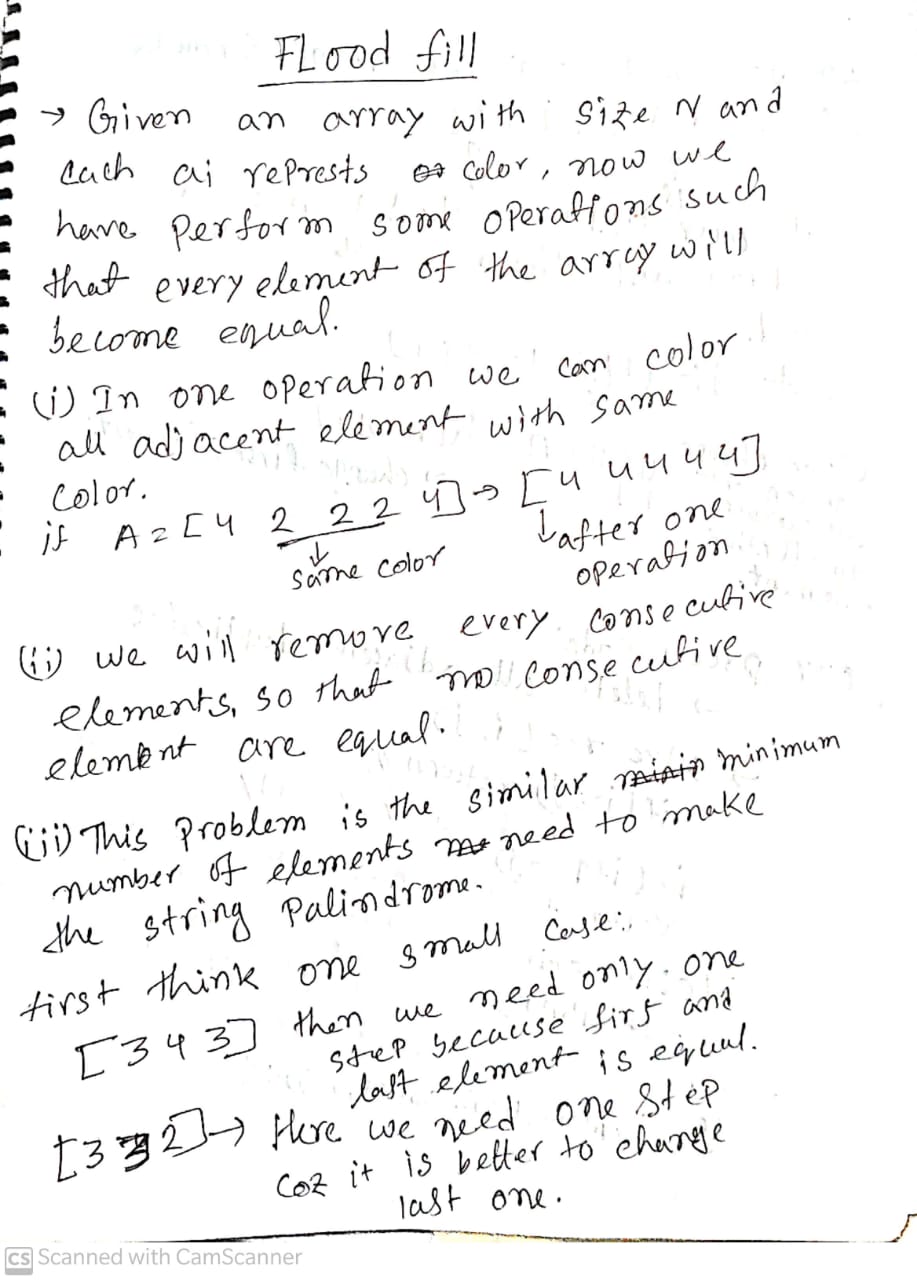 FLood fill
→ Given an array with size N and
each ai represts color, now we
have perform some operations such
that every element of the array will
become equal.
(i) In one operation we can color
all adjacent element with same
color.
if A = [4 2 2 2 4] → [4 4 4 4 4]
↓ same color
↓ after one operation
(ii) we will remove every consecutive
elements, so that no consecutive
element are equal.
(iii) This problem is the similar minimum
number of elements need to make
the string palindrome.
first think one small case:
[3 4 3] then we need only one
step because first and
last element is equal.
[3 3 2] → Here we need one step
coz it is better to change
last one.
CS Scanned with CamScanner